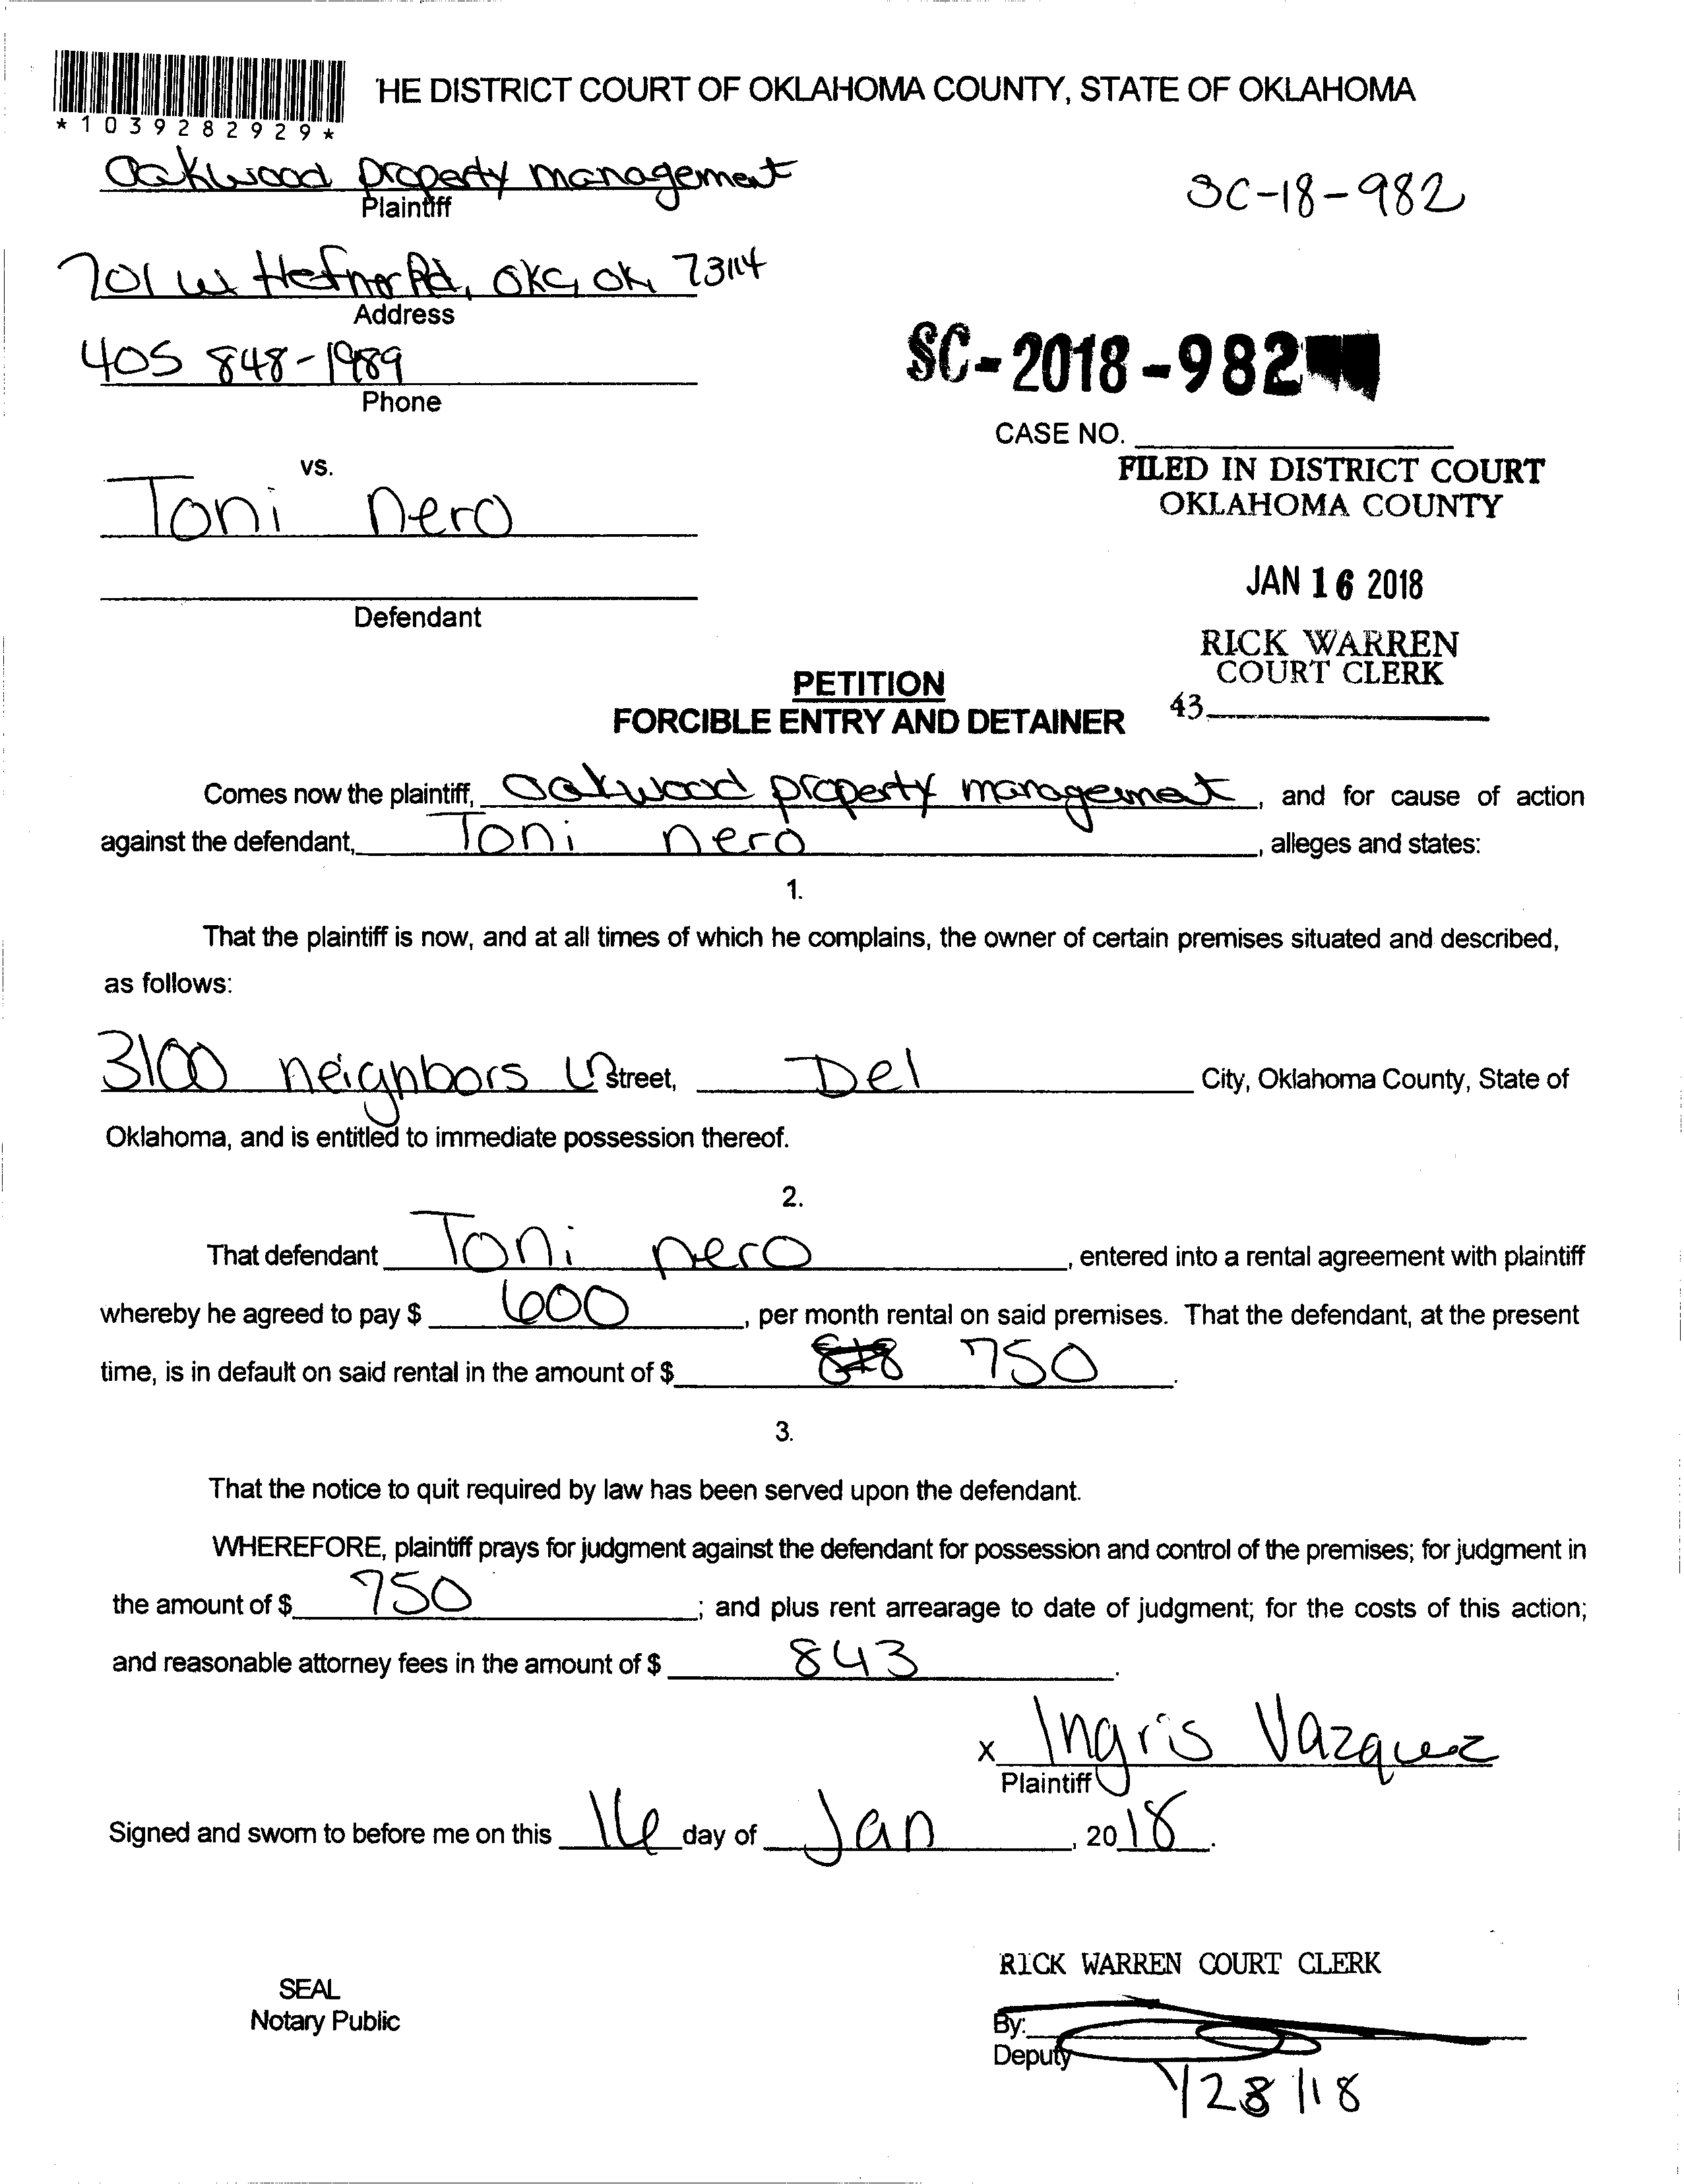 *1039282929*
HE DISTRICT COURT OF OKLAHOMA COUNTY, STATE OF OKLAHOMA
Oakwood property management
Plaintiff
SC-18-982
701 W Hefner Rd, OKC, OK, 73114
Address
405 848-1989
Phone
SC-2018-982
CASE NO.
vs.
FILED IN DISTRICT COURT
OKLAHOMA COUNTY
Toni Nero
JAN 16 2018
Defendant
RICK WARREN
COURT CLERK
43
PETITION
FORCIBLE ENTRY AND DETAINER
Comes now the plaintiff, Oakwood property management, and for cause of action
against the defendant, Toni nero, alleges and states:
1.
That the plaintiff is now, and at all times of which he complains, the owner of certain premises situated and described,
as follows:
3100 neighbors Ln Street, Del City, Oklahoma County, State of
Oklahoma, and is entitled to immediate possession thereof.
2.
That defendant Toni nero, entered into a rental agreement with plaintiff
whereby he agreed to pay $ 600, per month rental on said premises. That the defendant, at the present
time, is in default on said rental in the amount of $ 750.
3.
That the notice to quit required by law has been served upon the defendant.
WHEREFORE, plaintiff prays for judgment against the defendant for possession and control of the premises; for judgment in
the amount of $ 750; and plus rent arrearage to date of judgment; for the costs of this action;
and reasonable attorney fees in the amount of $ 843.
x Ingris Vazquez
Plaintiff
Signed and sworn to before me on this 16 day of Jan, 2018.
RICK WARREN COURT CLERK
SEAL
Notary Public
By:
Deputy
1/28/18